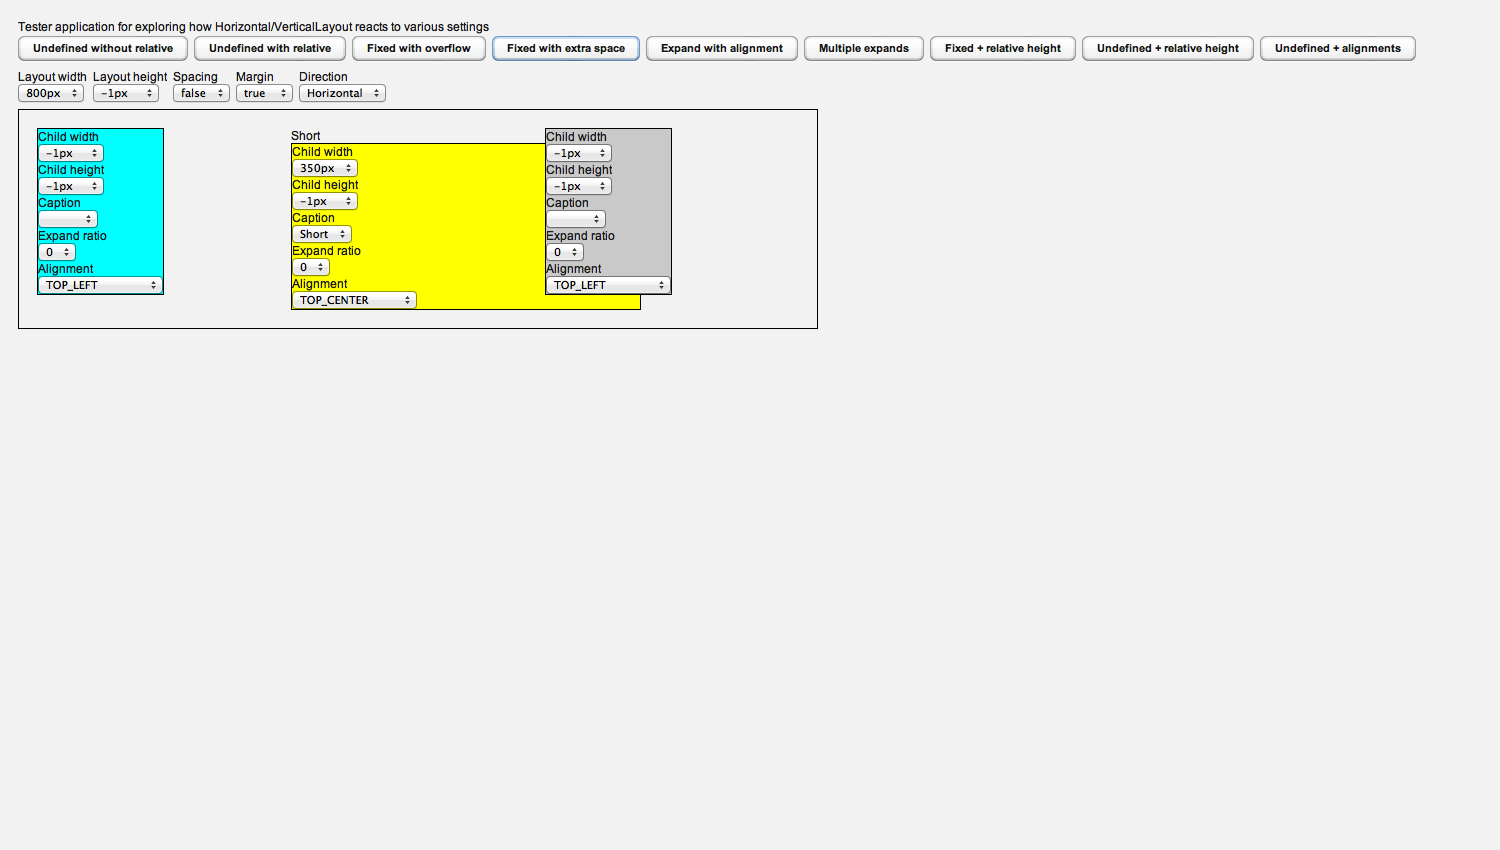 Tester application for exploring how Horizontal/VerticalLayout reacts to various settings
Undefined without relative Undefined with relative Fixed with overflow Fixed with extra space Expand with alignment Multiple expands Fixed + relative height Undefined + relative height Undefined + alignments
Layout width Layout height Spacing Margin Direction
800px -1px false true Horizontal
Child width
-1px
Child height
-1px
Caption
Expand ratio
0
Alignment
TOP_LEFT
Short
Child width
350px
Child height
-1px
Caption
Short
Expand ratio
0
Alignment
TOP_CENTER
Child width
-1px
Child height
-1px
Caption
Expand ratio
0
Alignment
TOP_LEFT